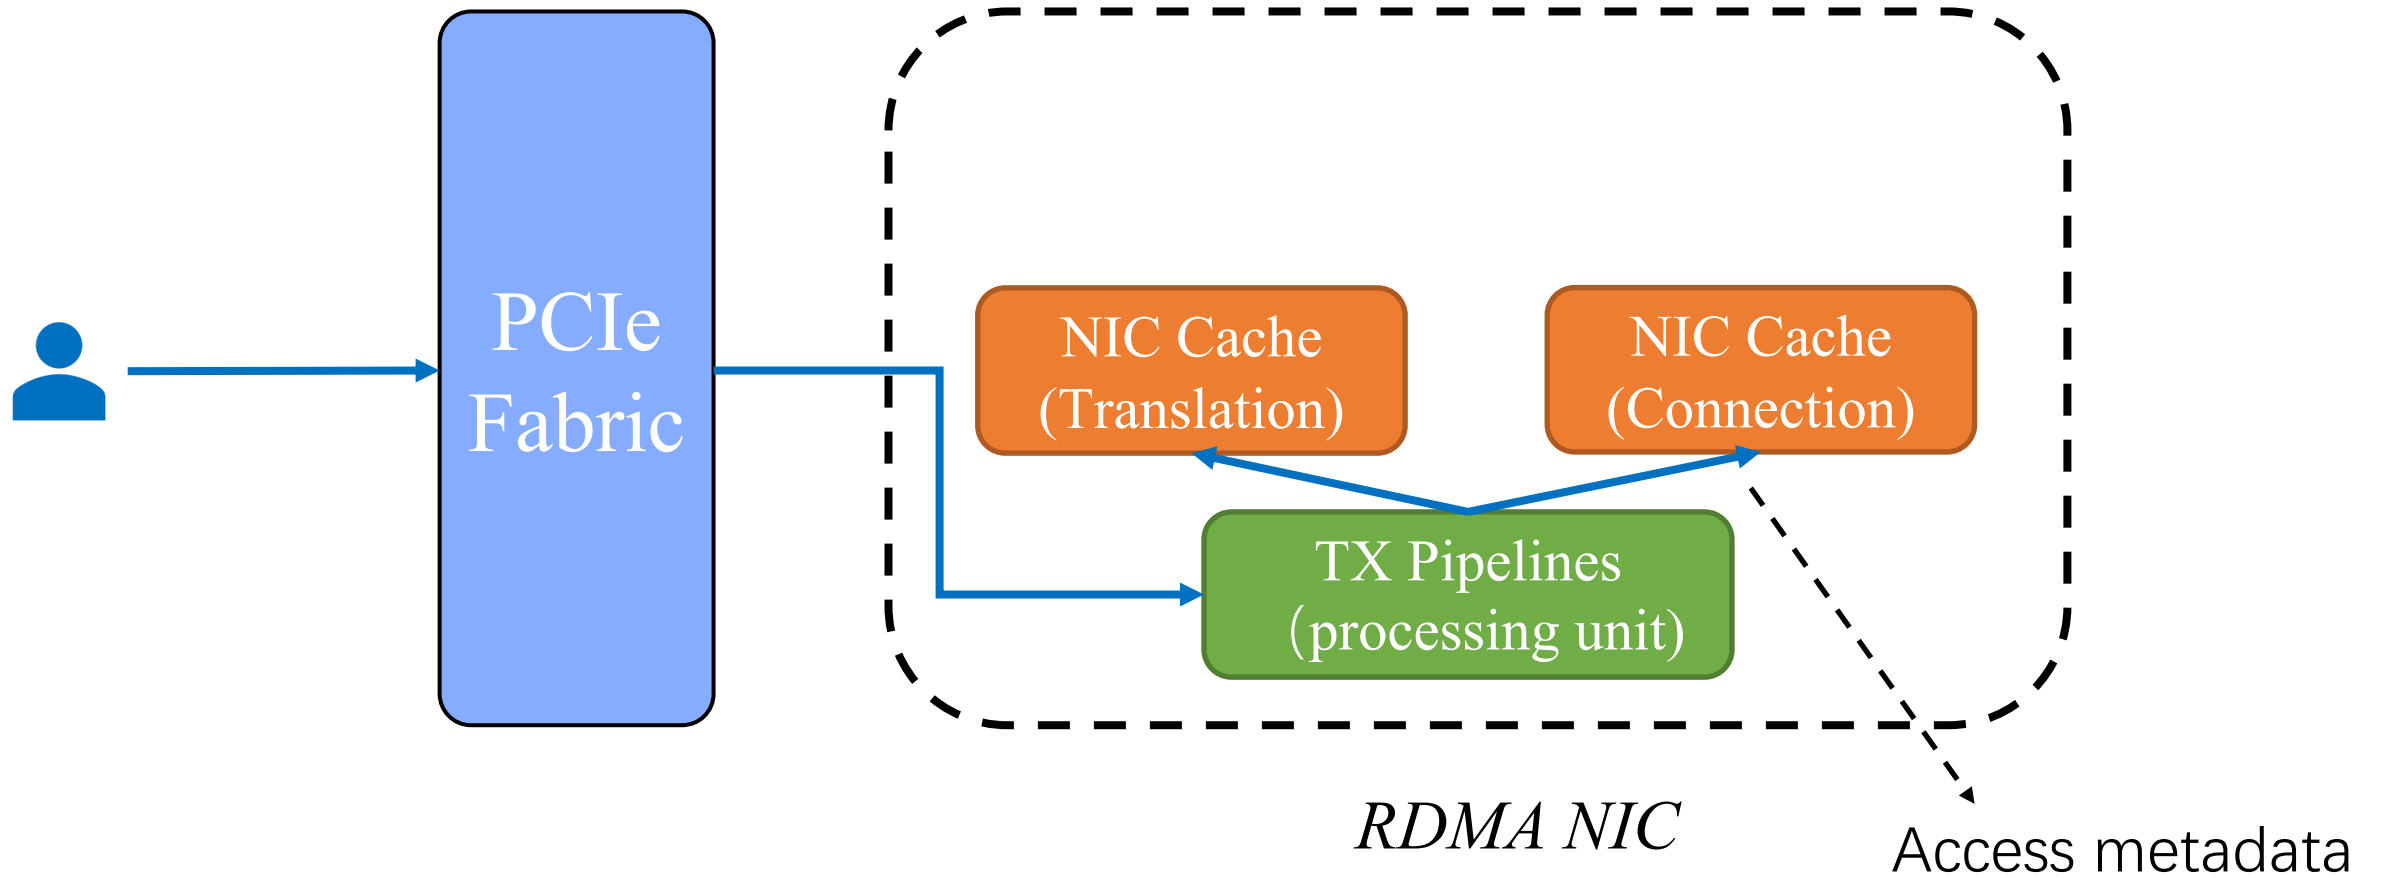 PCIe
Fabric
NIC Cache
(Translation)
NIC Cache
(Connection)
TX Pipelines
(processing unit)
RDMA NIC
Access metadata